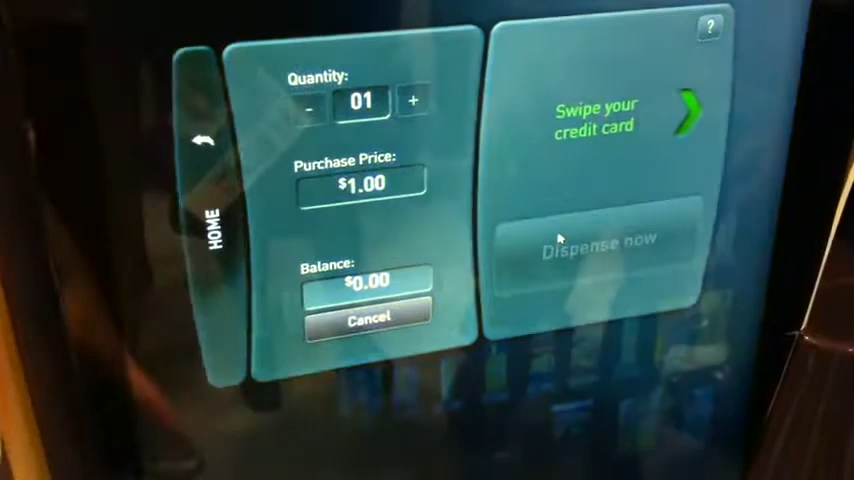 ?
Quantity:
- 01 +
Swipe your
credit card
Purchase Price:
$1.00
HOME
Dispense now
Balance:
$0.00
Cancel